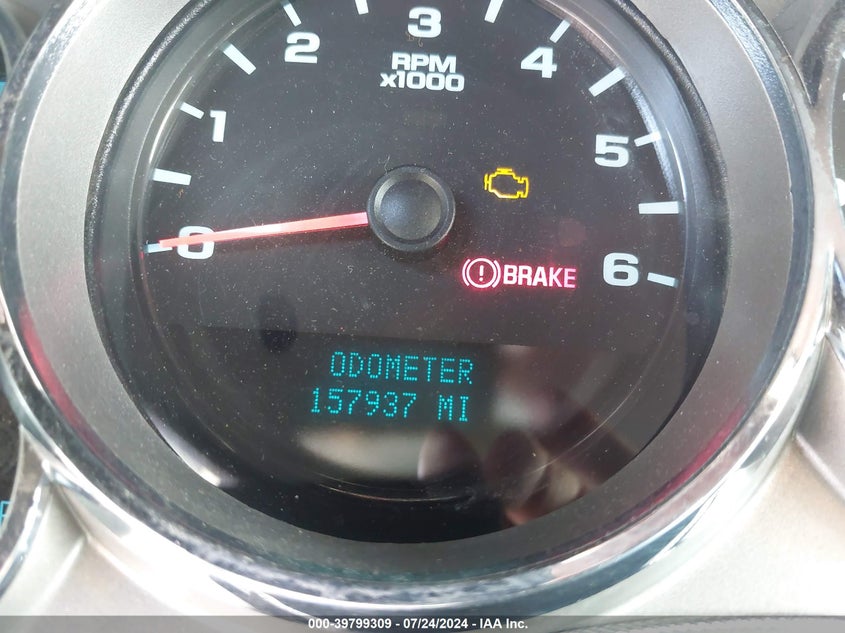 3
2
4
RPM
x1000
1
5
0
6
(!) BRAKE
ODOMETER
157937 MI
000-39799309 / 07/24/2024 - IAA Inc.